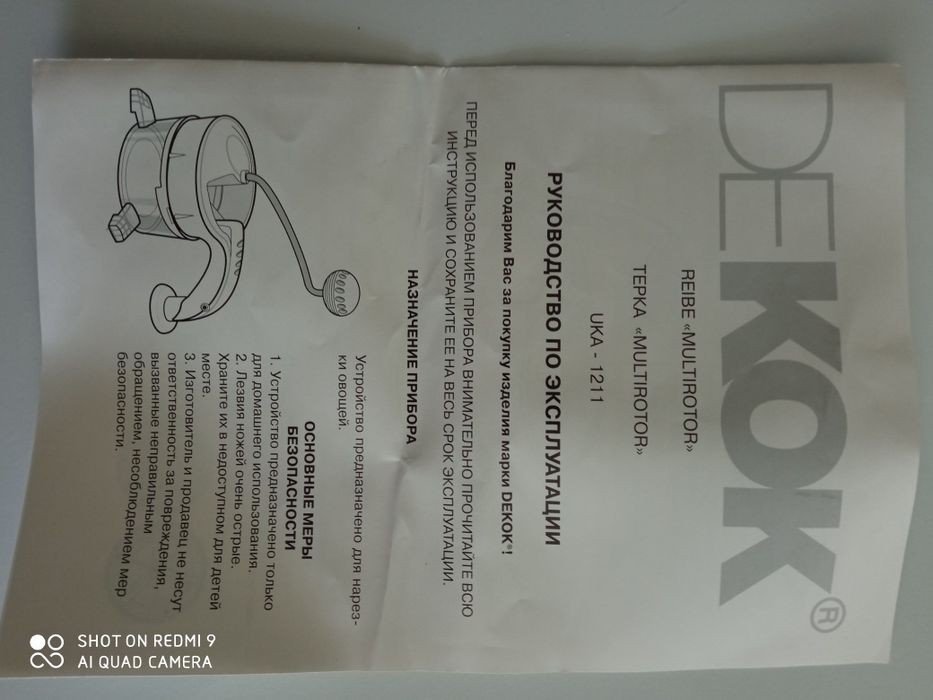 DEKOK®
REIBE «MULTIROTOR»
ТЕРКА «MULTIROTOR»
UKA - 1211
РУКОВОДСТВО ПО ЭКСПЛУАТАЦИИ
Благодарим Вас за покупку изделия марки DEKOK®!
ПЕРЕД ИСПОЛЬЗОВАНИЕМ ПРИБОРА ВНИМАТЕЛЬНО ПРОЧИТАЙТЕ ВСЮ
ИНСТРУКЦИЮ И СОХРАНИТЕ ЕЕ НА ВЕСЬ СРОК ЭКСПЛУАТАЦИИ.
НАЗНАЧЕНИЕ ПРИБОРА
Устройство предназначено для нарез-
ки овощей.
ОСНОВНЫЕ МЕРЫ
БЕЗОПАСНОСТИ
1. Устройство предназначено только
для домашнего использования.
2. Лезвия ножей очень острые.
Храните их в недоступном для детей
месте.
3. Изготовитель и продавец не несут
ответственность за повреждения,
вызванные неправильным
обращением, несоблюдением мер
безопасности.
SHOT ON REDMI 9
AI QUAD CAMERA